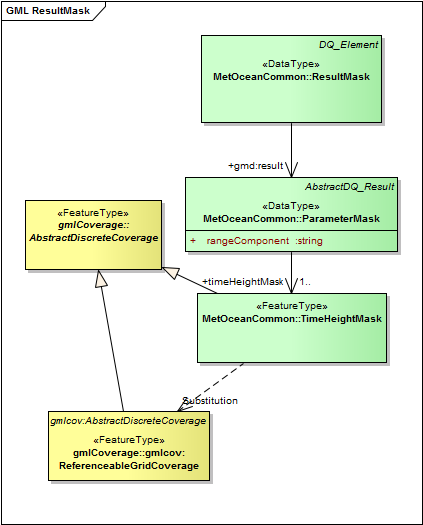 GML ResultMask
DQ_Element
«DataType»
MetOceanCommon::ResultMask
+gmd:result
AbstractDQ_Result
«DataType»
MetOceanCommon::ParameterMask
+ rangeComponent :string
«FeatureType»
gmlCoverage::
AbstractDiscreteCoverage
+timeHeightMask
1..
«FeatureType»
MetOceanCommon::TimeHeightMask
Substitution
gmlcov:AbstractDiscreteCoverage
«FeatureType»
gmlCoverage::gmlcov:
ReferenceableGridCoverage